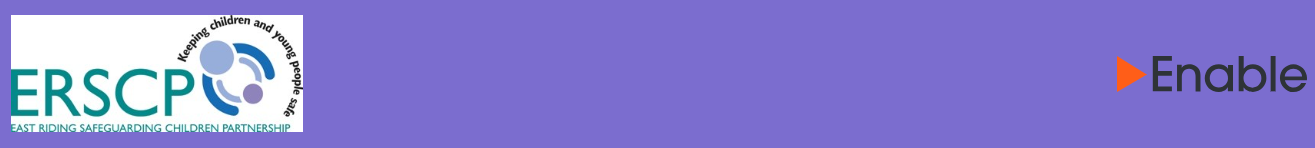 Keeping children and young people safe
ERSCP
EAST RIDING SAFEGUARDING CHILDREN PARTNERSHIP
Enable